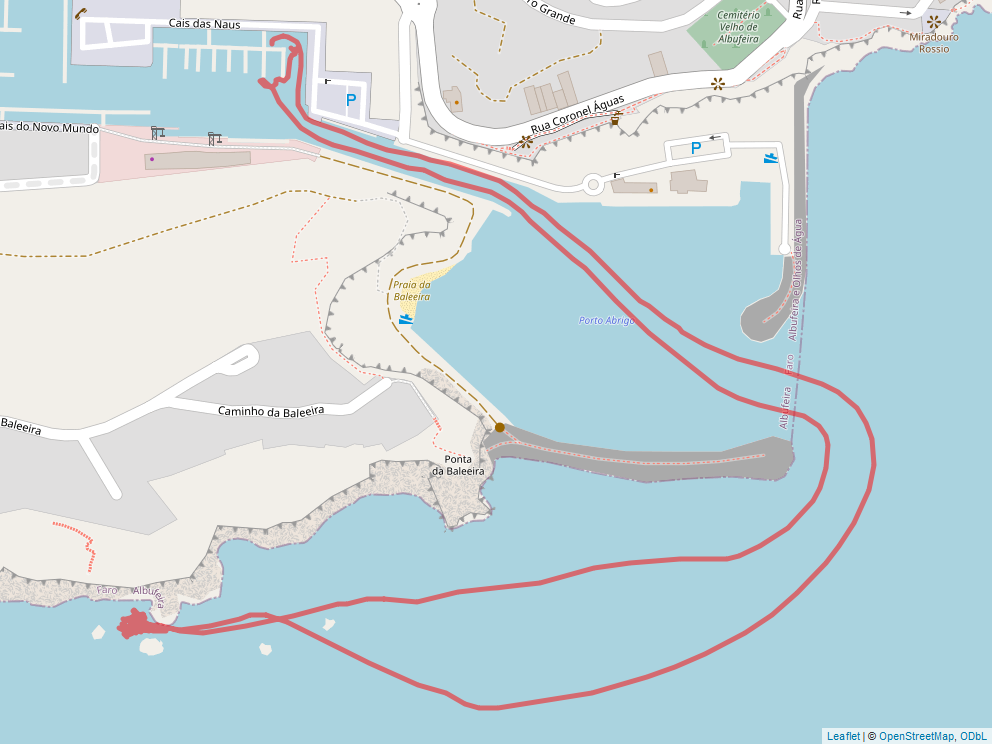 ro Grande
Cais das Naus
Rua
R
Cemitério
Velho de
Albufeira
Miradouro
Rossio
P
Rua Coronel Águas
ais do Novo Mundo
P
Praia da
Baleeira
Porto Abrigo
Albufeira e Olhos de Água
Faro
Albufeira
Caminho da Baleeira
Baleeira
Ponta
da Baleeira
Faro
Albufeira
Leaflet | © OpenStreetMap, ODbL